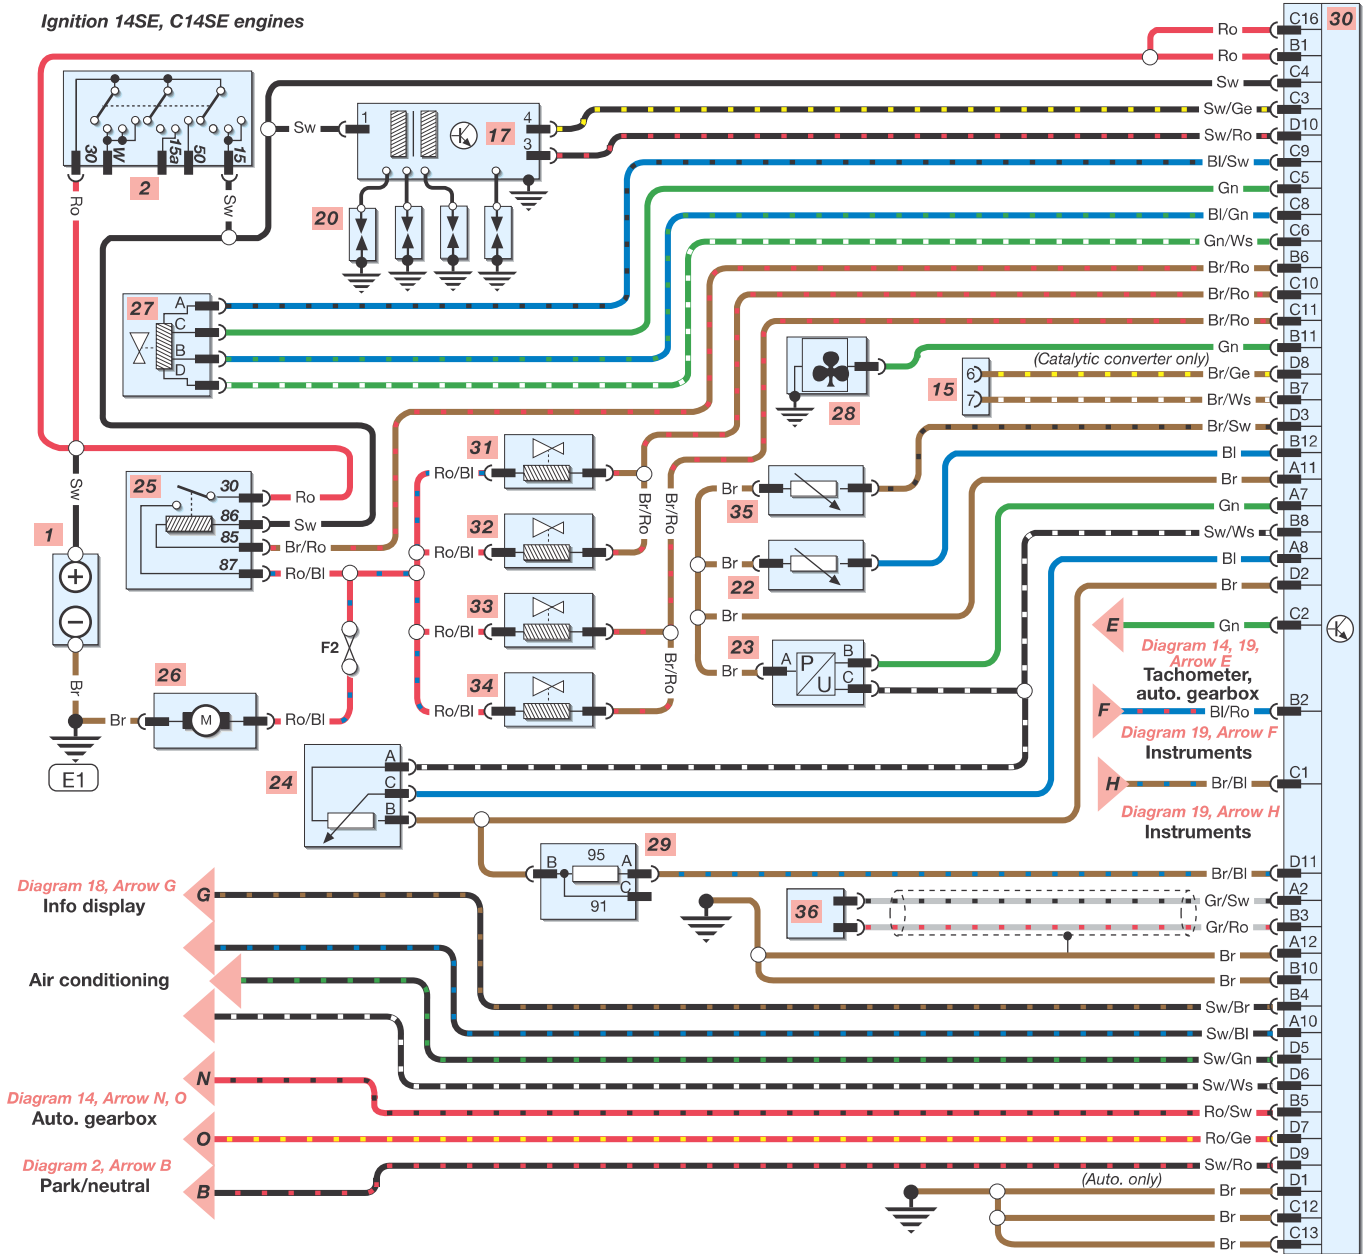 Ignition 14SE, C14SE engines
Ro C16 30
Ro B1
Sw C4
Sw/Ge C3
Sw/Ro D10
Bl/Sw C9
Gn C5
Bl/Gn C8
Gn/Ws C6
Br/Ro B6
Br/Ro C10
Br/Ro C11
Gn B11
(Catalytic converter only)
Br/Ge D8
Br/Ws B7
Br/Sw D3
Bl B12
Br A11
Gn A7
Sw/Ws B8
Bl A8
Br D2
Gn C2
Bl/Ro B2
Br/Bl C1
Br/Bl D11
Gr/Sw A2
Gr/Ro B3
Br A12
Br B10
Sw/Br B4
Sw/Bl A10
Sw/Gn D5
Sw/Ws D6
Ro/Sw B5
Ro/Ge D7
Sw/Ro D9
(Auto. only)
Br D1
Br C12
Br C13
30 W 15a 50 15
2
Ro
Sw
Sw
1 17 4
3
20
27 A
C
B
D
28
15 6
7
25 30 Ro
86 Sw
85 Br/Ro
87 Ro/Bl
Sw
1
+
−
Br
E1
Br
26
M
Ro/Bl
F2
31
Ro/Bl
32
Ro/Bl
33
Ro/Bl
34
Ro/Bl
Br/Ro
Br/Ro
Br/Ro
Br
35
Br
22
Br
23
Br A P U B
C
24 A
C
B
29
B 95 A
C
91
36
E
Diagram 14, 19,
Arrow E
Tachometer,
auto. gearbox
F
Diagram 19, Arrow F
Instruments
H
Diagram 19, Arrow H
Instruments
Diagram 18, Arrow G
Info display
G
Air conditioning
N
Diagram 14, Arrow N, O
Auto. gearbox
O
Diagram 2, Arrow B
Park/neutral
B